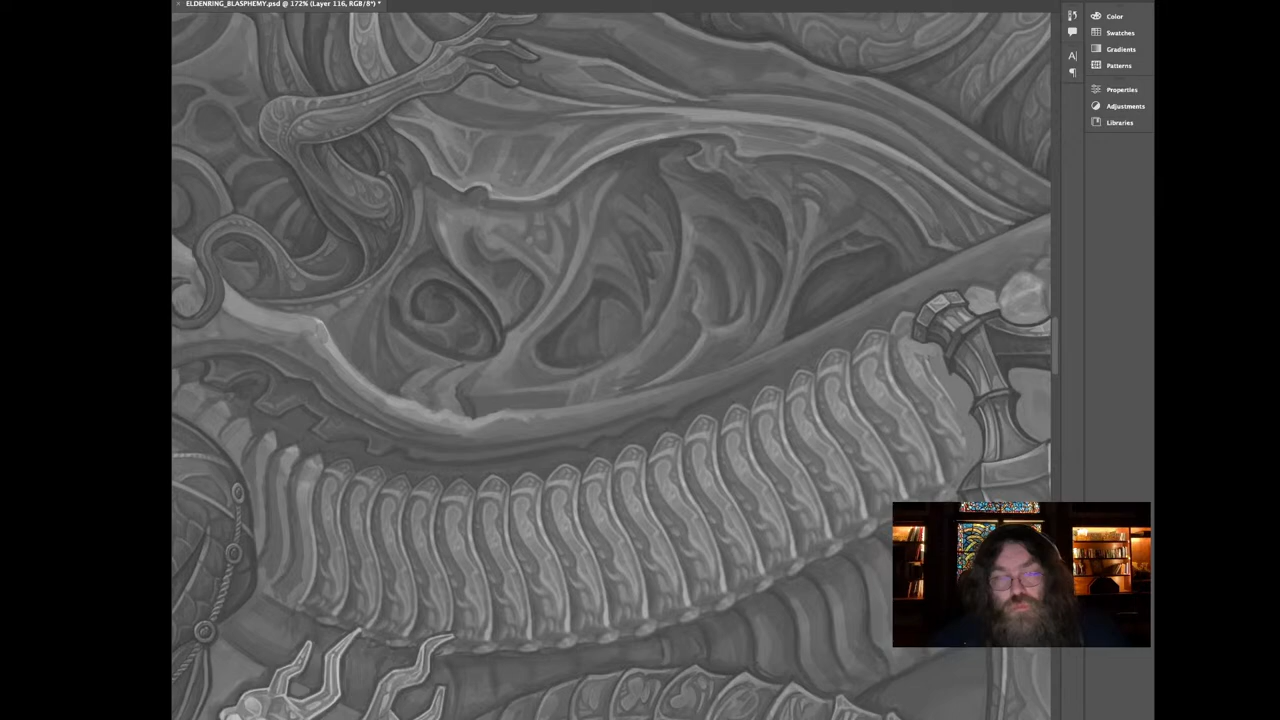 × ELDENRING_BLASPHEMY.psd @ 172% (Layer 116, RGB/8*) *
Color
Swatches
Gradients
Patterns
Properties
Adjustments
Libraries